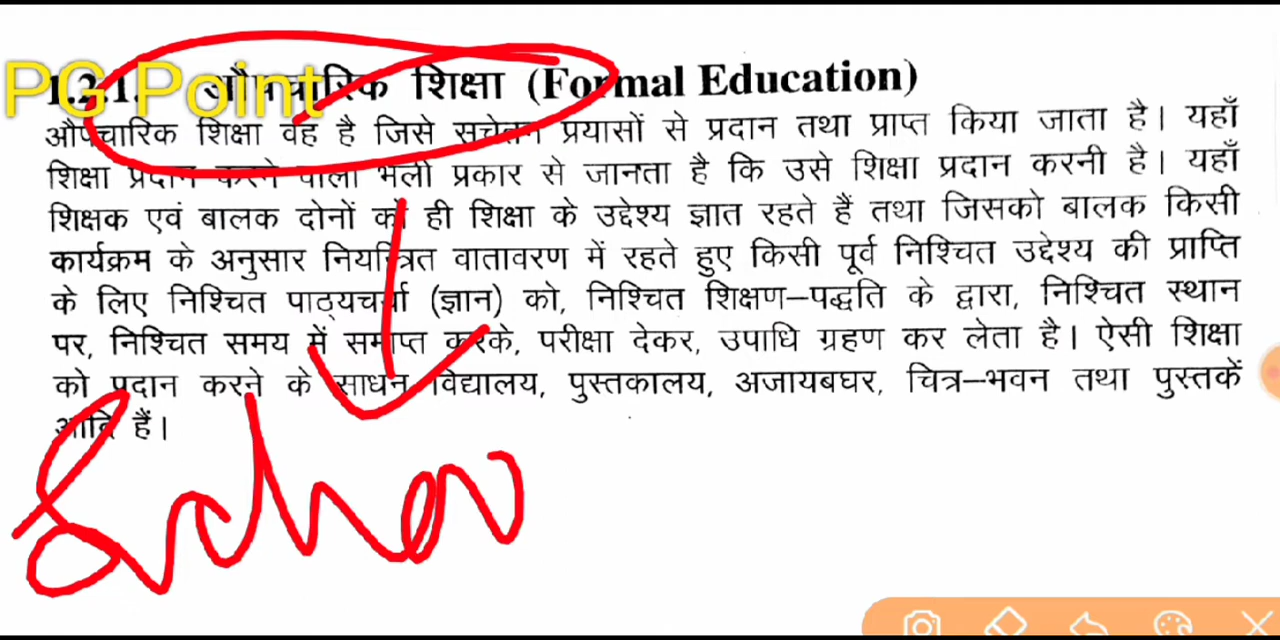 PG Point
1.2.1. औपचारिक शिक्षा (Formal Education)
औपचारिक शिक्षा वह है जिसे सचेतन प्रयासों से प्रदान तथा प्राप्त किया जाता है। यहाँ
शिक्षा प्रदान करने वाला भली प्रकार से जानता है कि उसे शिक्षा प्रदान करनी है। यहाँ
शिक्षक एवं बालक दोनों को ही शिक्षा के उद्देश्य ज्ञात रहते हैं तथा जिसको बालक किसी
कार्यक्रम के अनुसार नियन्त्रित वातावरण में रहते हुए किसी पूर्व निश्चित उद्देश्य की प्राप्ति
के लिए निश्चित पाठ्यचर्या (ज्ञान) को, निश्चित शिक्षण–पद्धति के द्वारा, निश्चित स्थान
पर, निश्चित समय में समाप्त करके, परीक्षा देकर, उपाधि ग्रहण कर लेता है। ऐसी शिक्षा
को प्रदान करने के साधन विद्यालय, पुस्तकालय, अजायबघर, चित्र–भवन तथा पुस्तकें
आदि हैं।